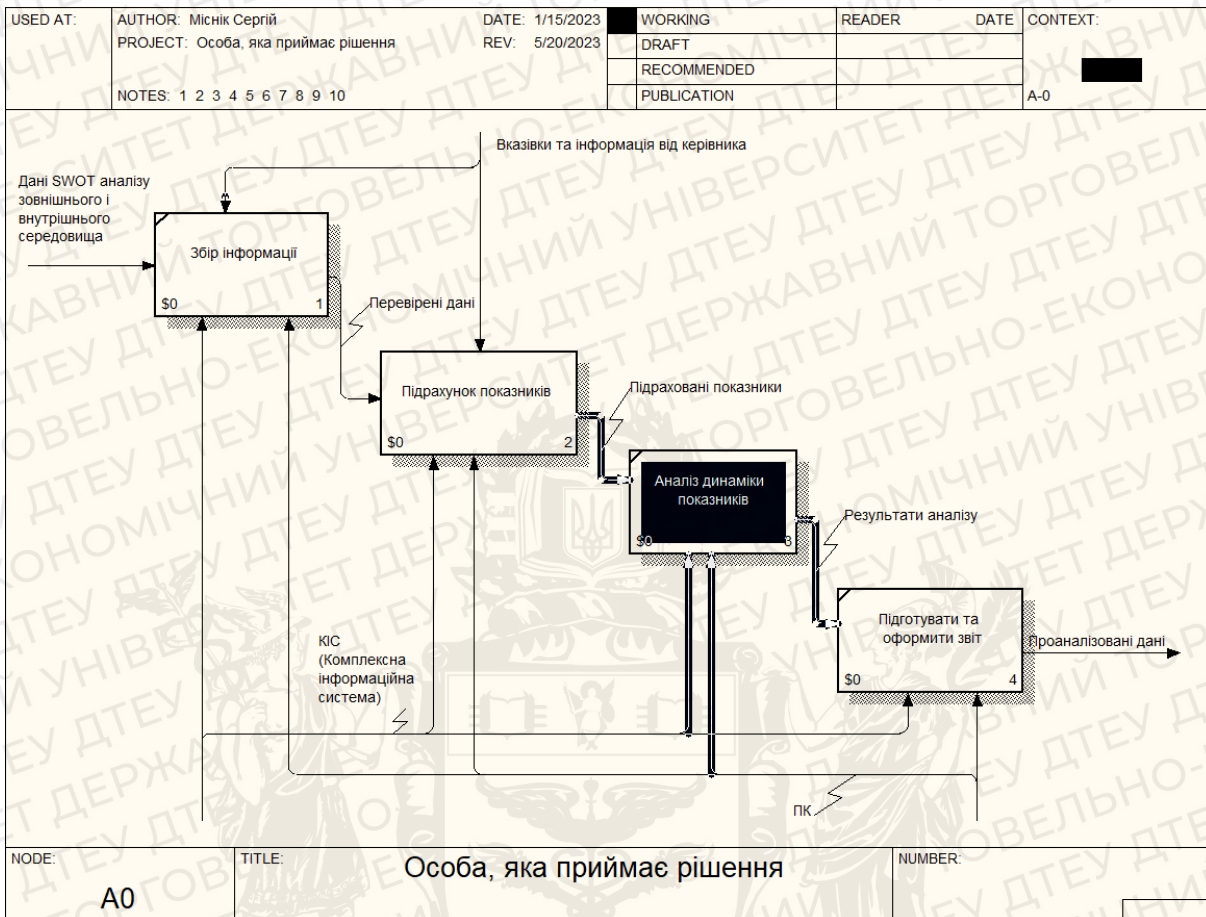 USED AT:
AUTHOR: Міснік Сергій
DATE: 1/15/2023
PROJECT: Особа, яка приймає рішення
REV: 5/20/2023
NOTES: 1 2 3 4 5 6 7 8 9 10
WORKING
DRAFT
RECOMMENDED
PUBLICATION
READER DATE
CONTEXT:
A-0
Вказівки та інформація від керівника
Дані SWOT аналізу
зовнішнього і
внутрішнього
середовища
Збір інформації
$0 1
Перевірені дані
Підрахунок показників
$0 2
Підраховані показники
Аналіз динаміки
показників
$0 3
Результати аналізу
Підготувати та
оформити звіт
$0 4
Проаналізовані дані
КІС
(Комплексна
інформаційна
система)
ПК
NODE:
A0
TITLE:
Особа, яка приймає рішення
NUMBER: